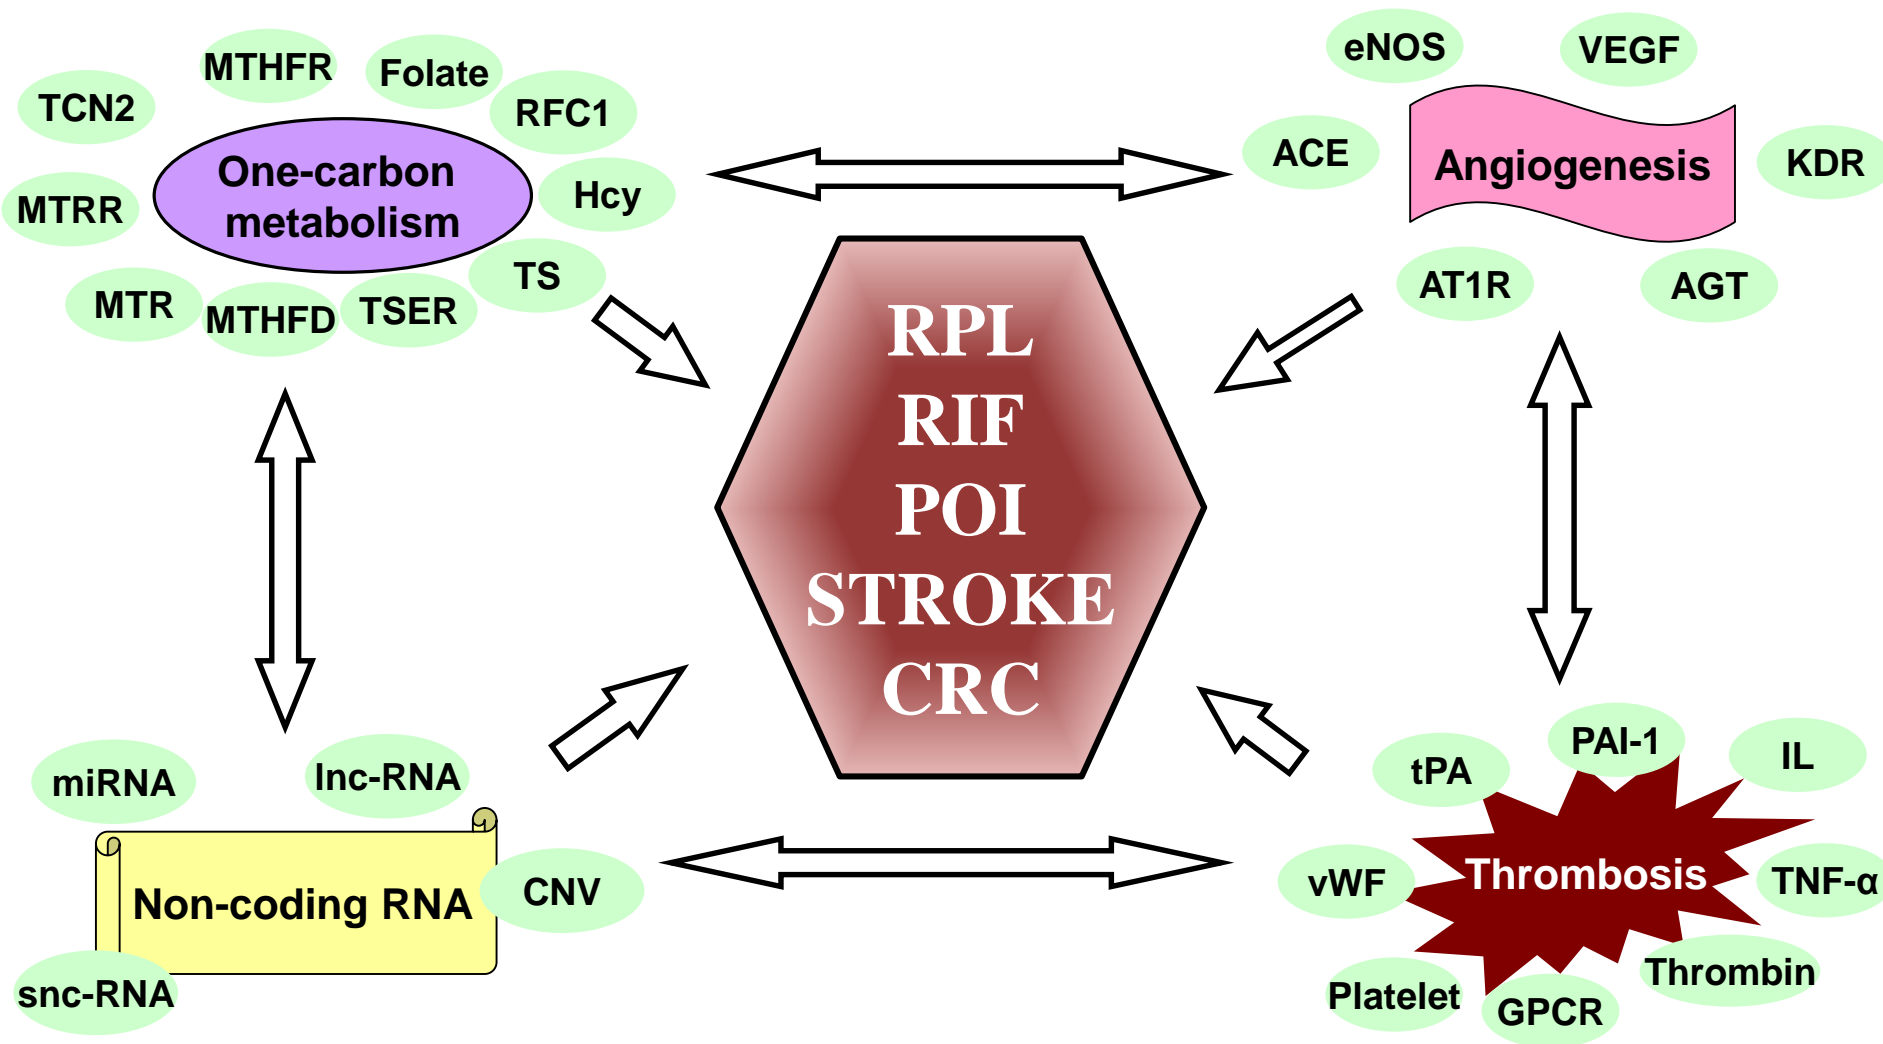 MTHFR
Folate
TCN2
RFC1
One-carbon
metabolism
Hcy
MTRR
TS
MTR
MTHFD
TSER
eNOS
VEGF
ACE
Angiogenesis
KDR
AT1R
AGT
RPL
RIF
POI
STROKE
CRC
miRNA
lnc-RNA
Non-coding RNA
CNV
snc-RNA
PAI-1
IL
tPA
Thrombosis
vWF
TNF-α
Thrombin
Platelet
GPCR